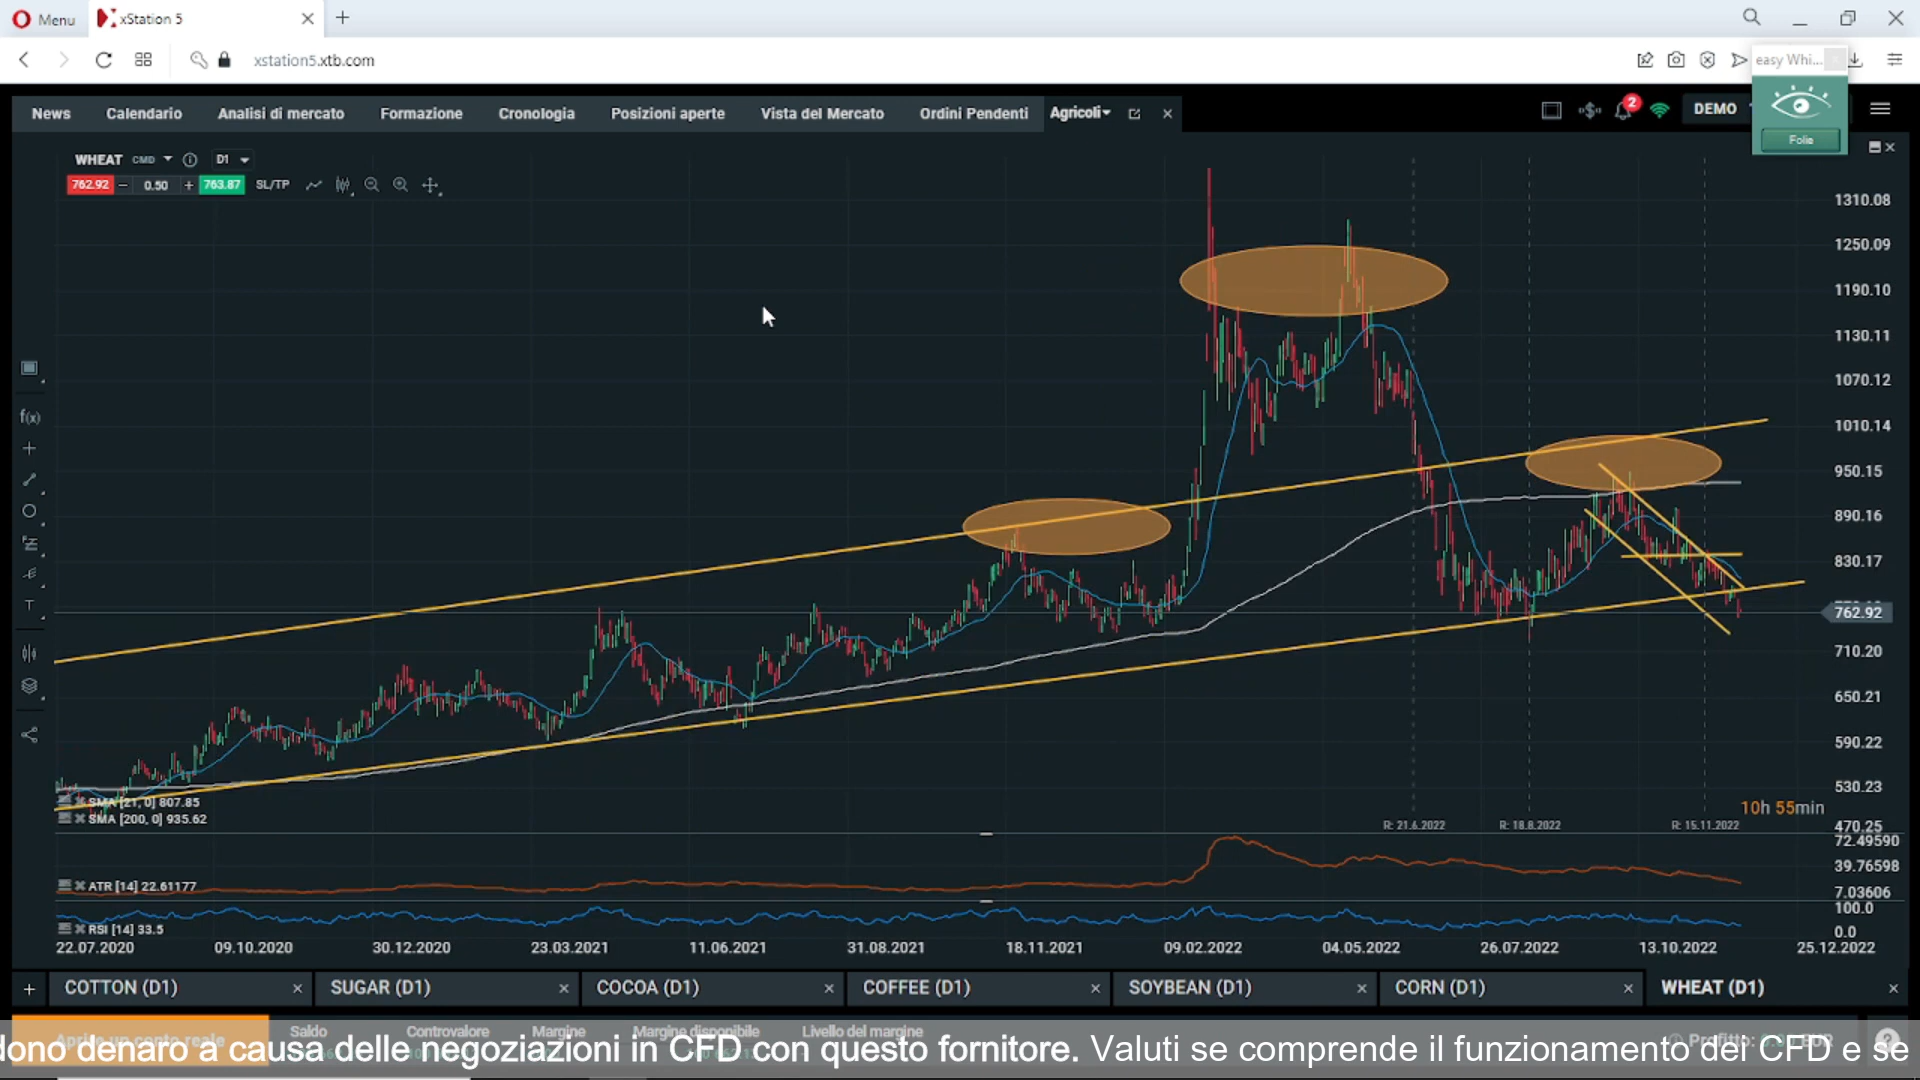 Menu
xStation 5
xstation5.xtb.com
easy Whi...
News Calendario Analisi di mercato Formazione Cronologia Posizioni aperte Vista del Mercato Ordini Pendenti Agricoli
2
DEMO
Folie
WHEAT CMD D1
762.92 0.50 763.87 SL/TP
1310.08
1250.09
1190.10
1130.11
1070.12
1010.14
950.15
890.16
830.17
762.92
710.20
650.21
590.22
530.23
470.25
f(x)
T
SMA [21, 0] 807.85
SMA [200, 0] 935.62
10h 55min
R: 21.6.2022 R: 18.8.2022 R: 15.11.2022
72.49590
39.76598
7.03606
ATR [14] 22.61177
100.0
0.0
RSI [14] 33.5
22.07.2020 09.10.2020 30.12.2020 23.03.2021 11.06.2021 31.08.2021 18.11.2021 09.02.2022 04.05.2022 26.07.2022 13.10.2022 25.12.2022
COTTON (D1) SUGAR (D1) COCOA (D1) COFFEE (D1) SOYBEAN (D1) CORN (D1) WHEAT (D1)
Saldo Controvalore Margine Margine disponibile Livello del margine
dono denaro a causa delle negoziazioni in CFD con questo fornitore. Valuti se comprende il funzionamento dei CFD e se